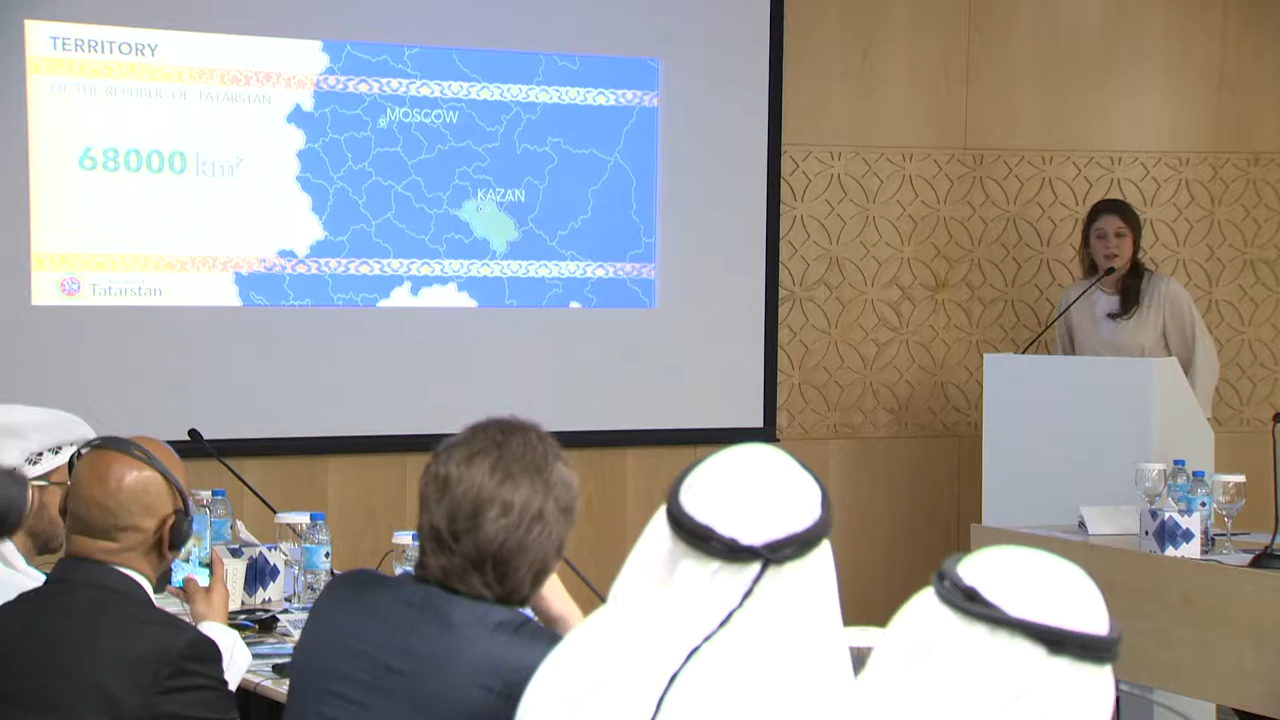 TERRITORY
OF THE REPUBLIC OF TATARSTAN
68000 km²
MOSCOW
KAZAN
Tatarstan